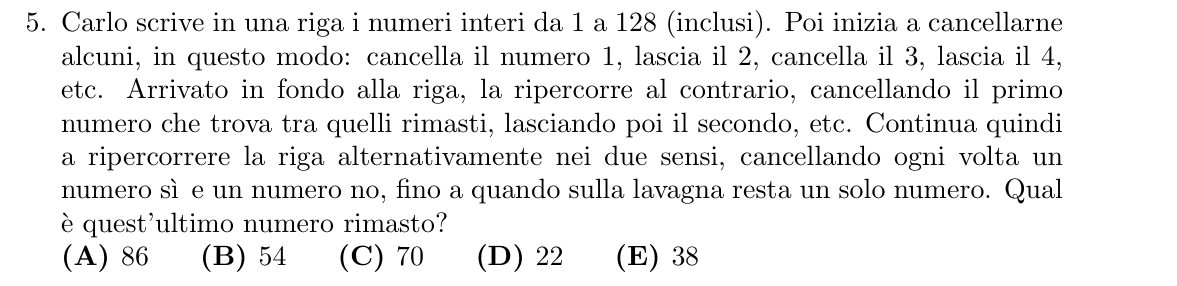 5. Carlo scrive in una riga i numeri interi da 1 a 128 (inclusi). Poi inizia a cancellarne
alcuni, in questo modo: cancella il numero 1, lascia il 2, cancella il 3, lascia il 4,
etc. Arrivato in fondo alla riga, la ripercorre al contrario, cancellando il primo
numero che trova tra quelli rimasti, lasciando poi il secondo, etc. Continua quindi
a ripercorrere la riga alternativamente nei due sensi, cancellando ogni volta un
numero sì e un numero no, fino a quando sulla lavagna resta un solo numero. Qual
è quest'ultimo numero rimasto?
(A) 86 (B) 54 (C) 70 (D) 22 (E) 38